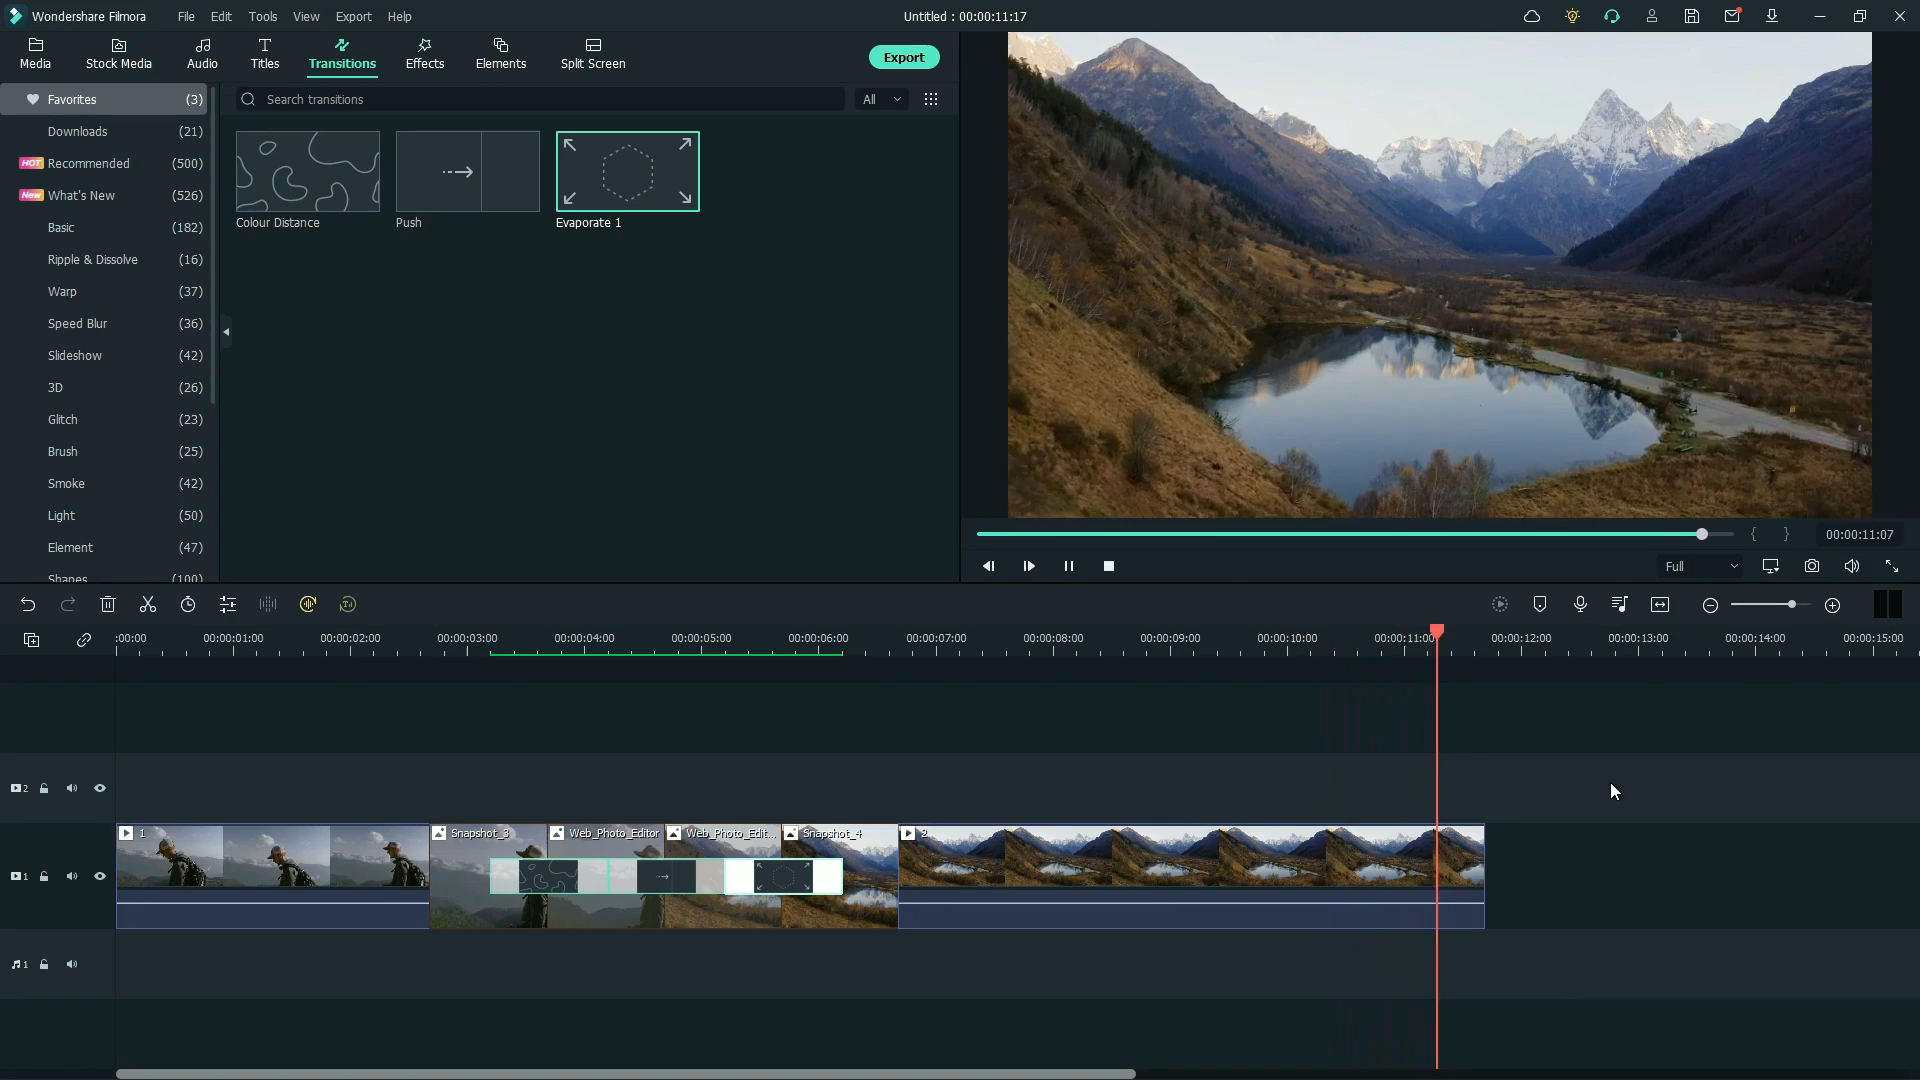 Wondershare Filmora File Edit Tools View Export Help Untitled : 00:00:11:17
Media Stock Media Audio Titles Transitions Effects Elements Split Screen Export
Favorites (3)
Search transitions All
Downloads (21)
HOT Recommended (500)
New What's New (526)
Basic (182)
Ripple & Dissolve (16)
Warp (37)
Speed Blur (36)
Slideshow (42)
3D (26)
Glitch (23)
Brush (25)
Smoke (42)
Light (50)
Element (47)
Shapes (100)
Colour Distance Push Evaporate 1
{ } 00:00:11:07
Full
:00:00 00:00:01:00 00:00:02:00 00:00:03:00 00:00:04:00 00:00:05:00 00:00:06:00 00:00:07:00 00:00:08:00 00:00:09:00 00:00:10:00 00:00:11:00 00:00:12:00 00:00:13:00 00:00:14:00 00:00:15:00
2
1 Snapshot_3 Web_Photo_Editor Web_Photo_Edit... Snapshot_4 2
1
1